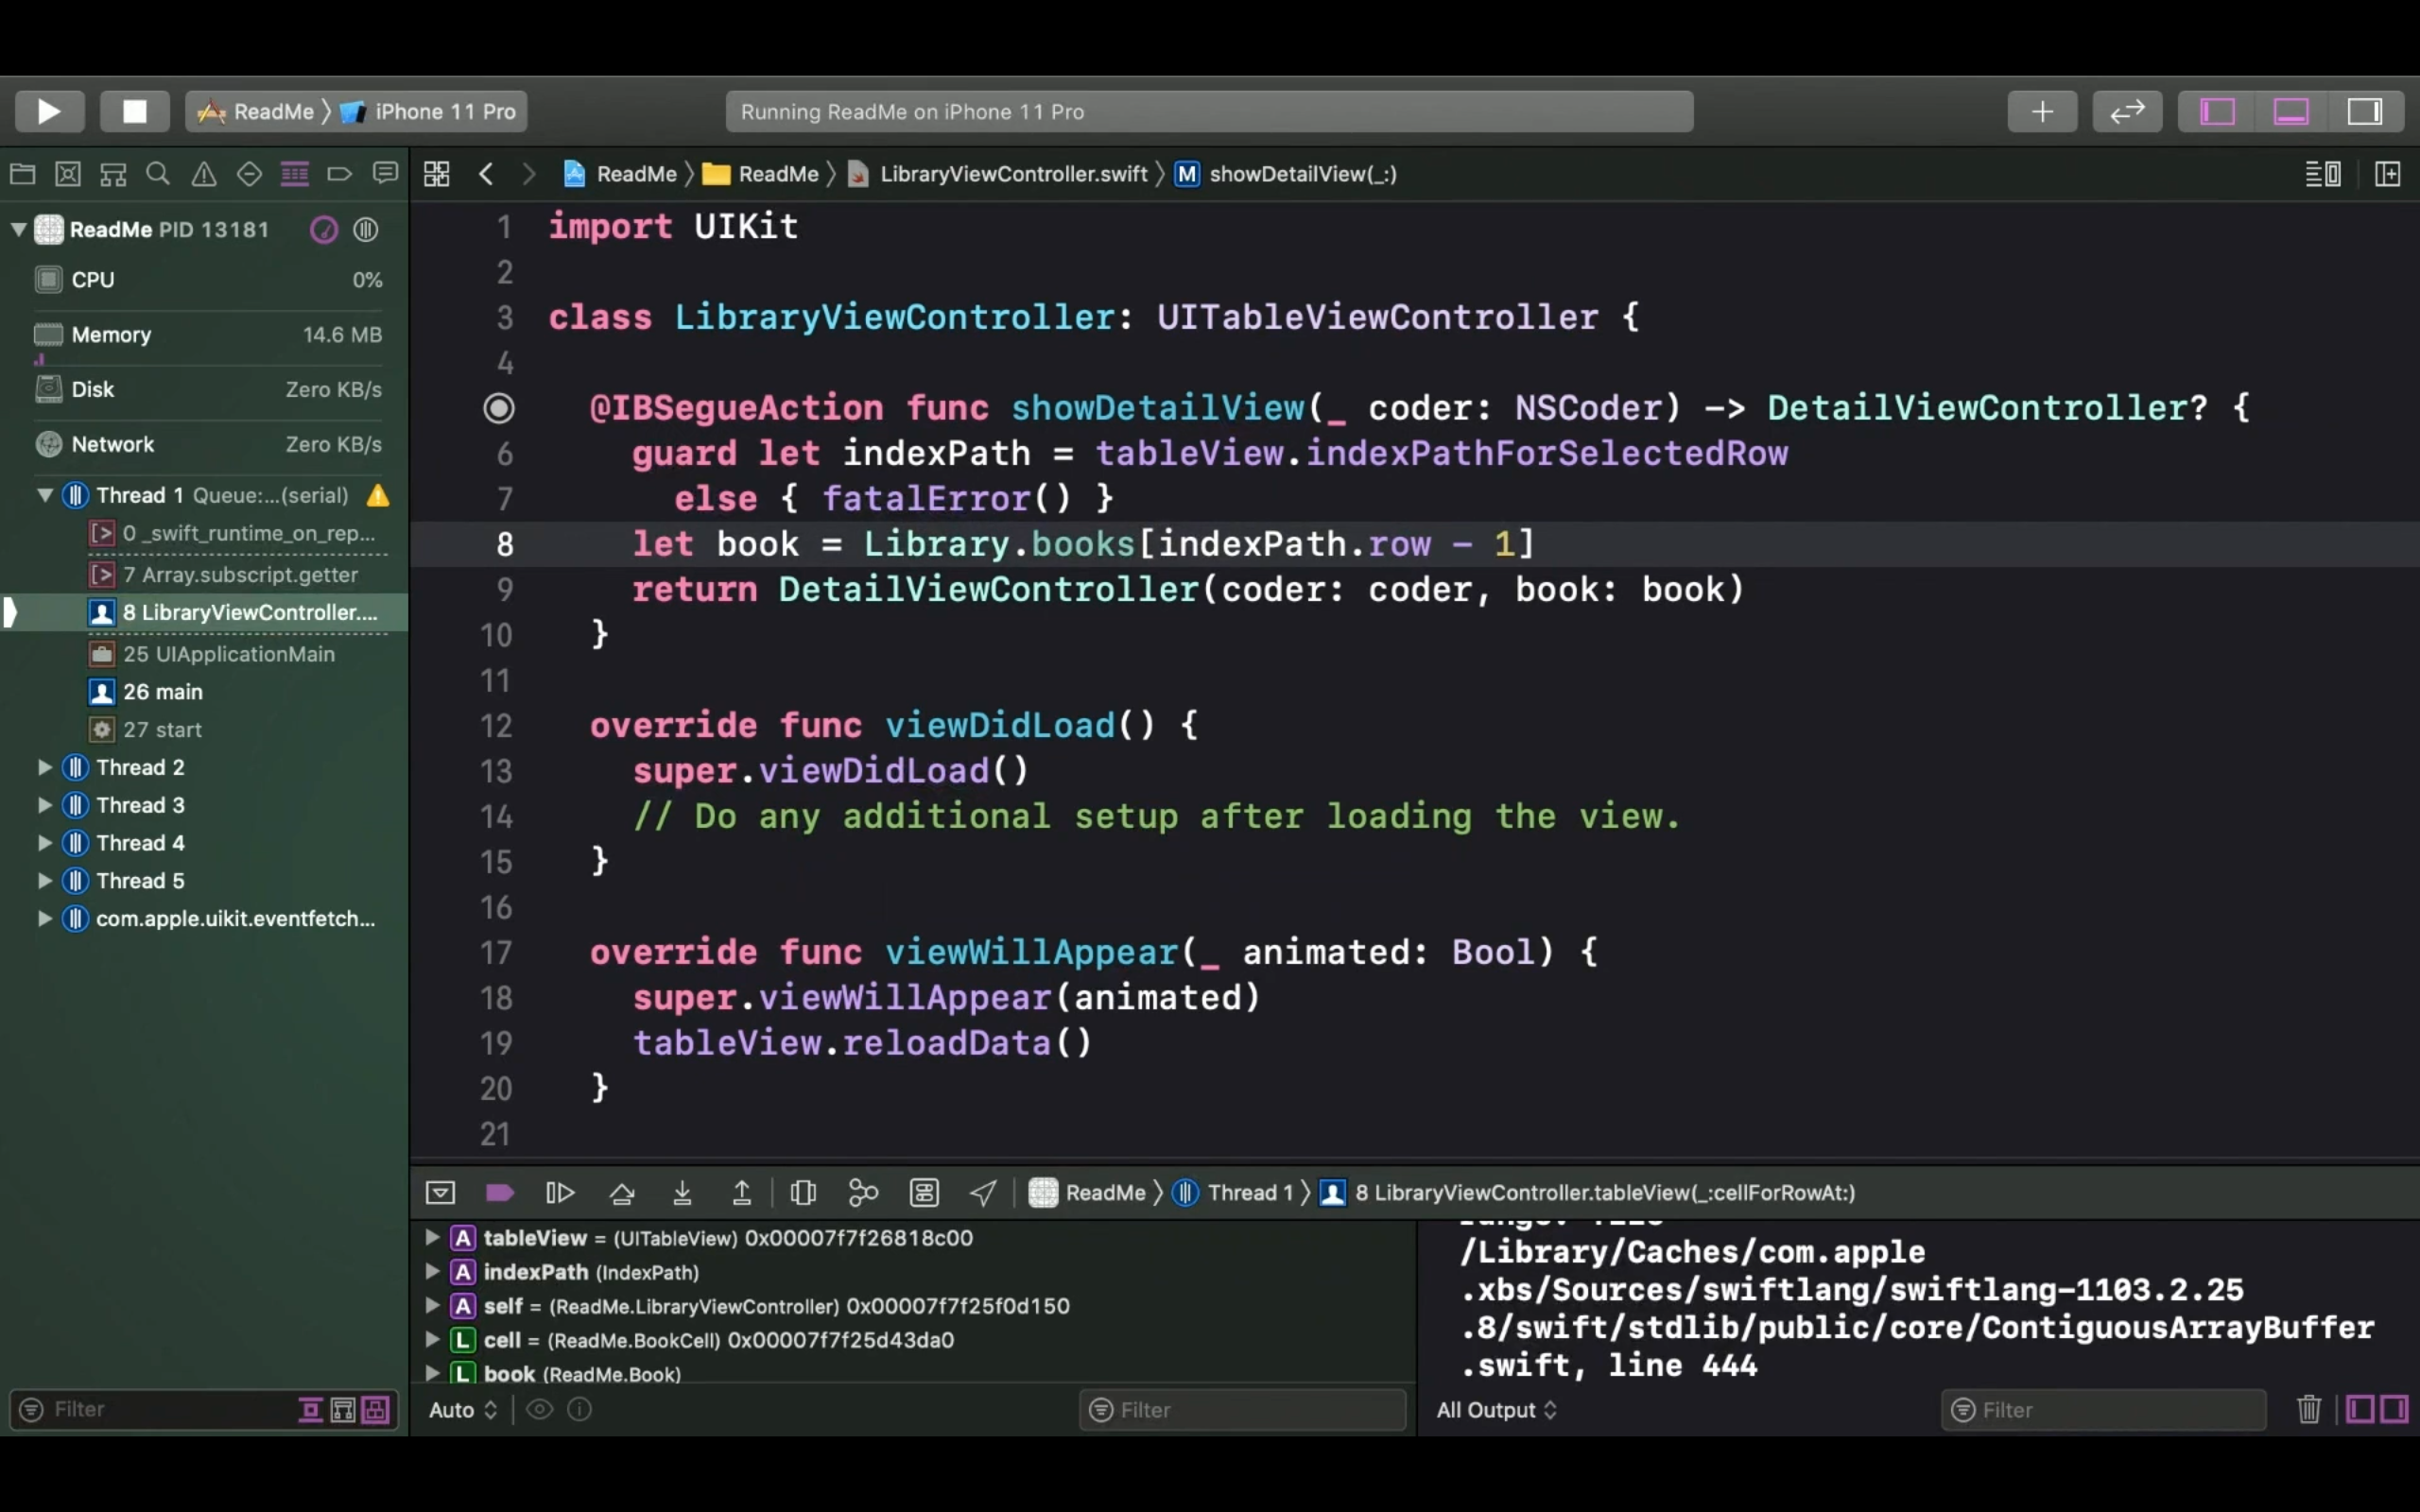 ReadMe iPhone 11 Pro
Running ReadMe on iPhone 11 Pro
ReadMe ReadMe LibraryViewController.swift M showDetailView(_:)
ReadMe PID 13181
CPU 0%
Memory 14.6 MB
Disk Zero KB/s
Network Zero KB/s
Thread 1 Queue:...(serial)
0 _swift_runtime_on_rep...
7 Array.subscript.getter
8 LibraryViewController....
25 UIApplicationMain
26 main
27 start
Thread 2
Thread 3
Thread 4
Thread 5
com.apple.uikit.eventfetch...
Filter
1 import UIKit
2
3 class LibraryViewController: UITableViewController {
4
@IBSegueAction func showDetailView(_ coder: NSCoder) -> DetailViewController? {
6 guard let indexPath = tableView.indexPathForSelectedRow
7 else { fatalError() }
8 let book = Library.books[indexPath.row - 1]
9 return DetailViewController(coder: coder, book: book)
10 }
11
12 override func viewDidLoad() {
13 super.viewDidLoad()
14 // Do any additional setup after loading the view.
15 }
16
17 override func viewWillAppear(_ animated: Bool) {
18 super.viewWillAppear(animated)
19 tableView.reloadData()
20 }
21
ReadMe Thread 1 8 LibraryViewController.tableView(_:cellForRowAt:)
A tableView = (UITableView) 0x00007f7f26818c00
A indexPath (IndexPath)
A self = (ReadMe.LibraryViewController) 0x00007f7f25f0d150
L cell = (ReadMe.BookCell) 0x00007f7f25d43da0
L book (ReadMe.Book)
Auto
Filter
/Library/Caches/com.apple
.xbs/Sources/swiftlang/swiftlang-1103.2.25
.8/swift/stdlib/public/core/ContiguousArrayBuffer
.swift, line 444
All Output
Filter